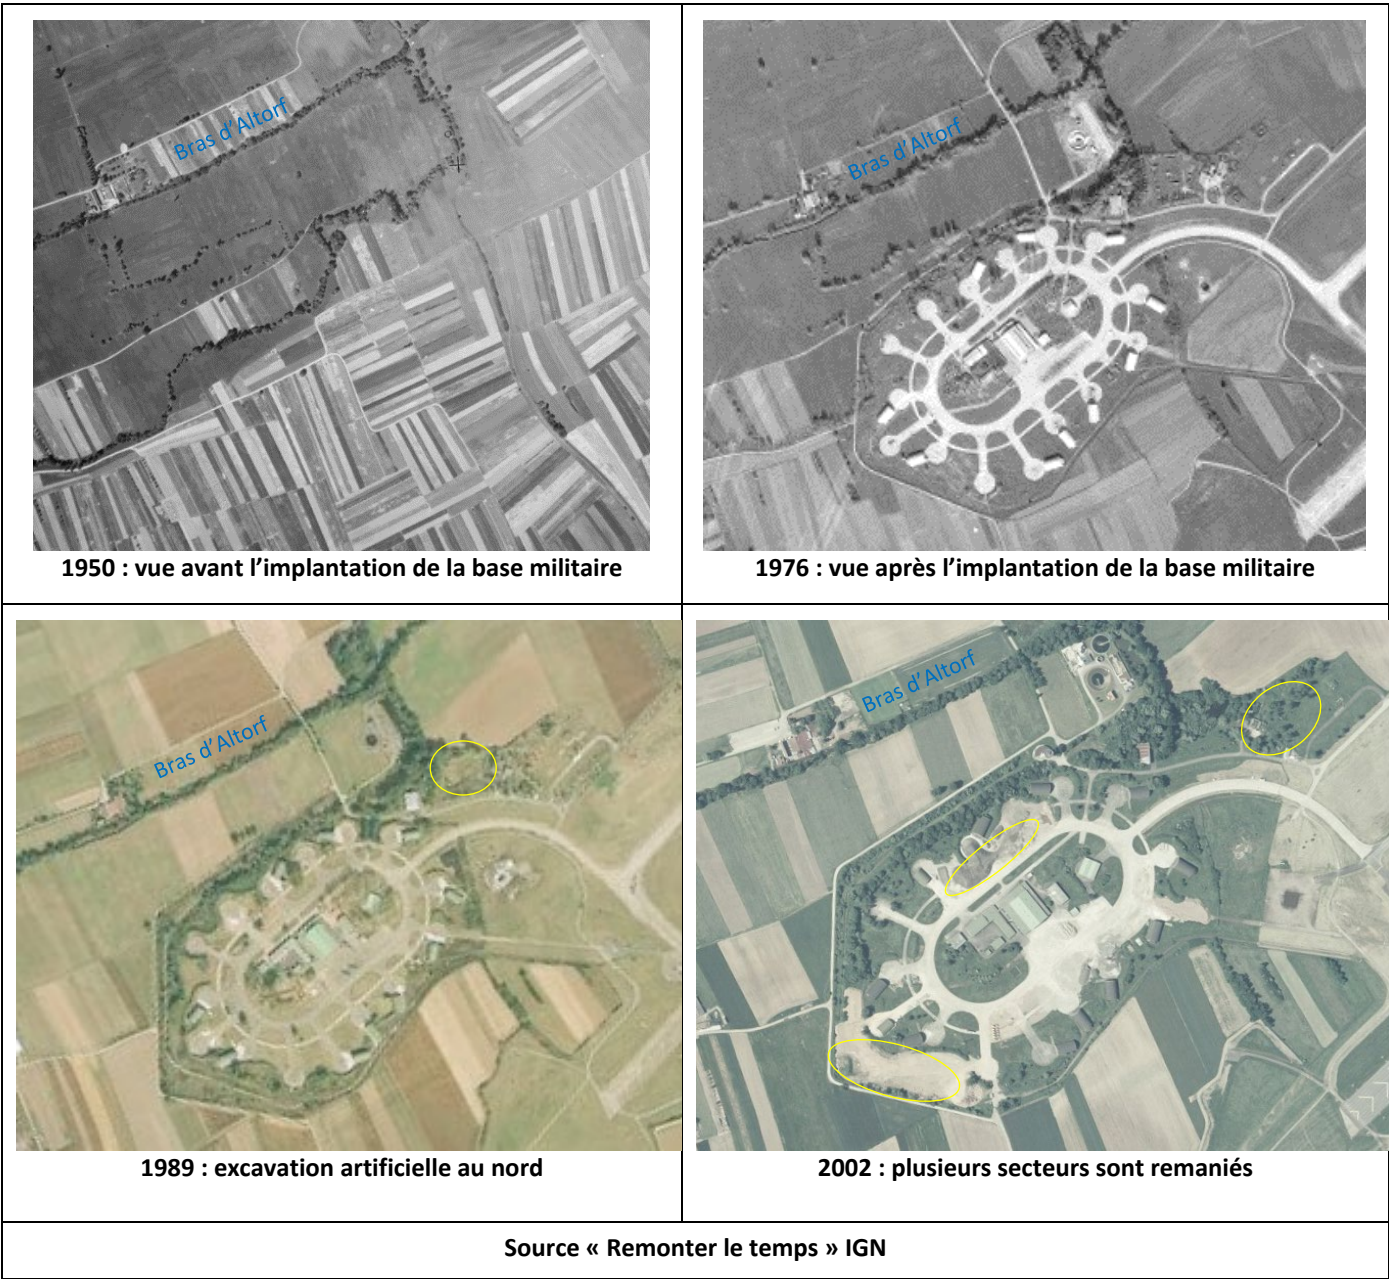 Bras d'Altorf
Bras d'Altorf
1950 : vue avant l’implantation de la base militaire
1976 : vue après l’implantation de la base militaire
Bras d'Altorf
Bras d'Altorf
1989 : excavation artificielle au nord
2002 : plusieurs secteurs sont remaniés
Source « Remonter le temps » IGN